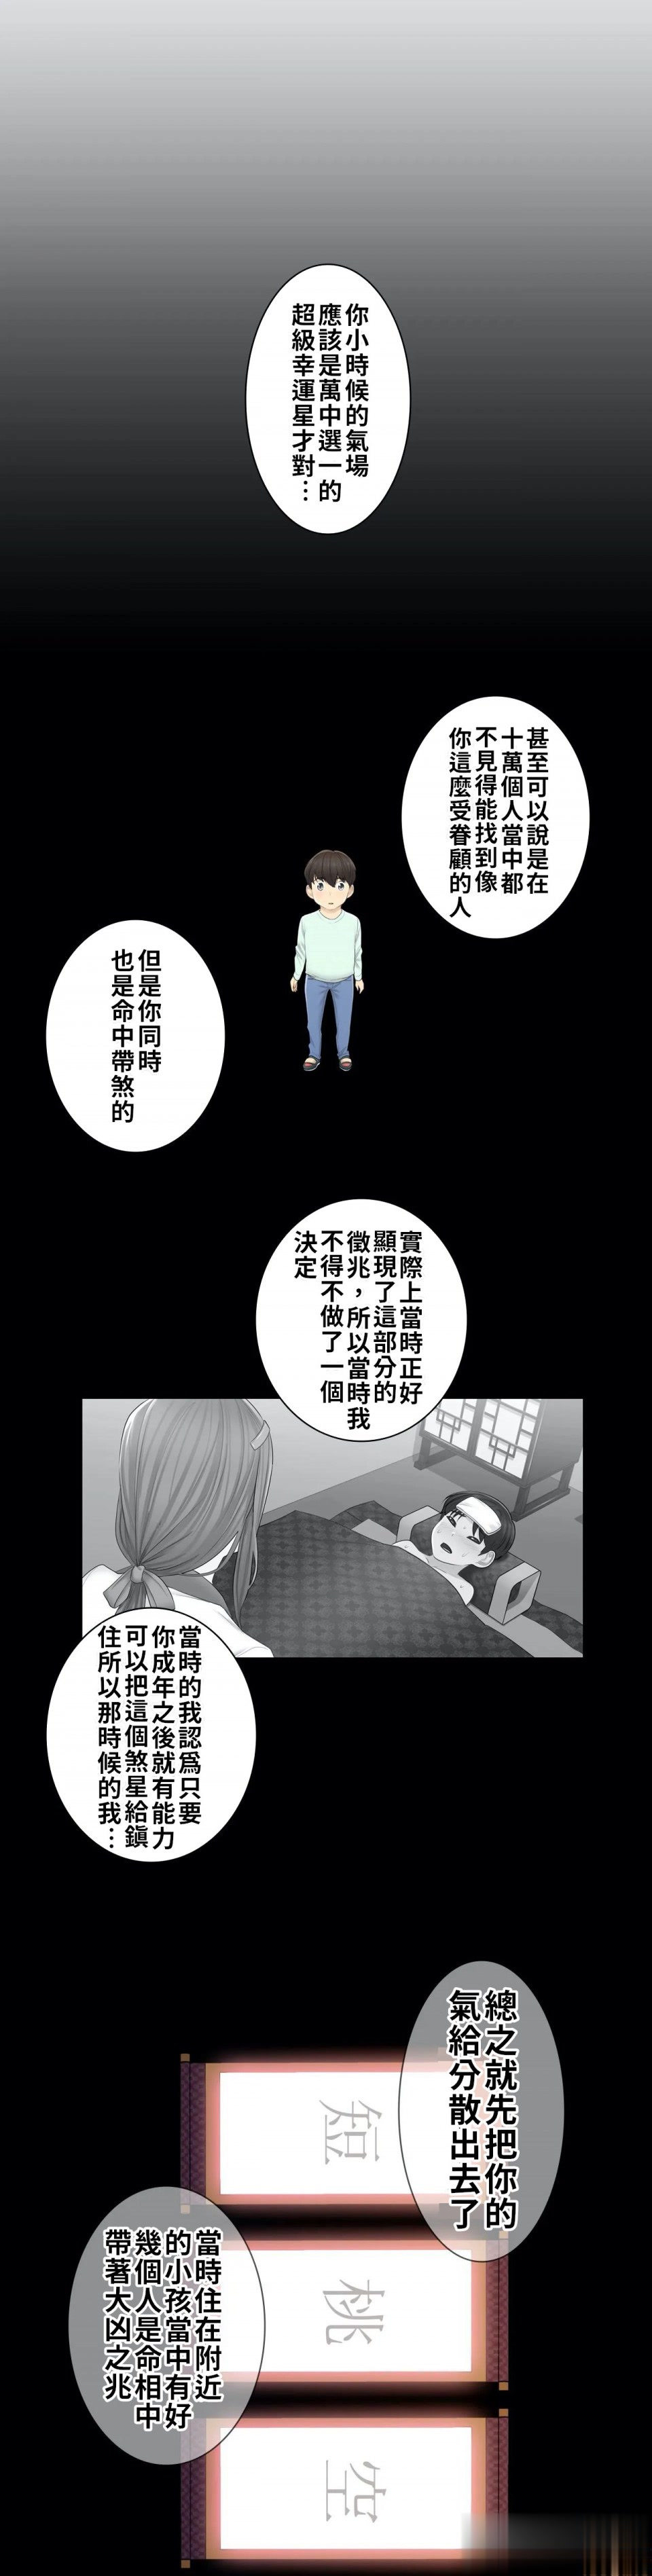 你小時候的氣場
應該是萬中選一的
超級幸運星才對…
甚至可以說是在
十萬個人當中都
不見得能找到像
你這麼受眷顧的人
但是你同時
也是命中帶煞的
實際上當時正好
顯現了這部分的
徵兆，所以當時我
不得不做了一個
決定
當時的我認爲只要
你成年之後就有能力
可以把這個煞星給鎭
住所以那時候的我…
總之就先把你的
氣給分散出去了
短
桃
空
當時住在附近
的小孩當中有好
幾個人是命相中
帶著大凶之兆